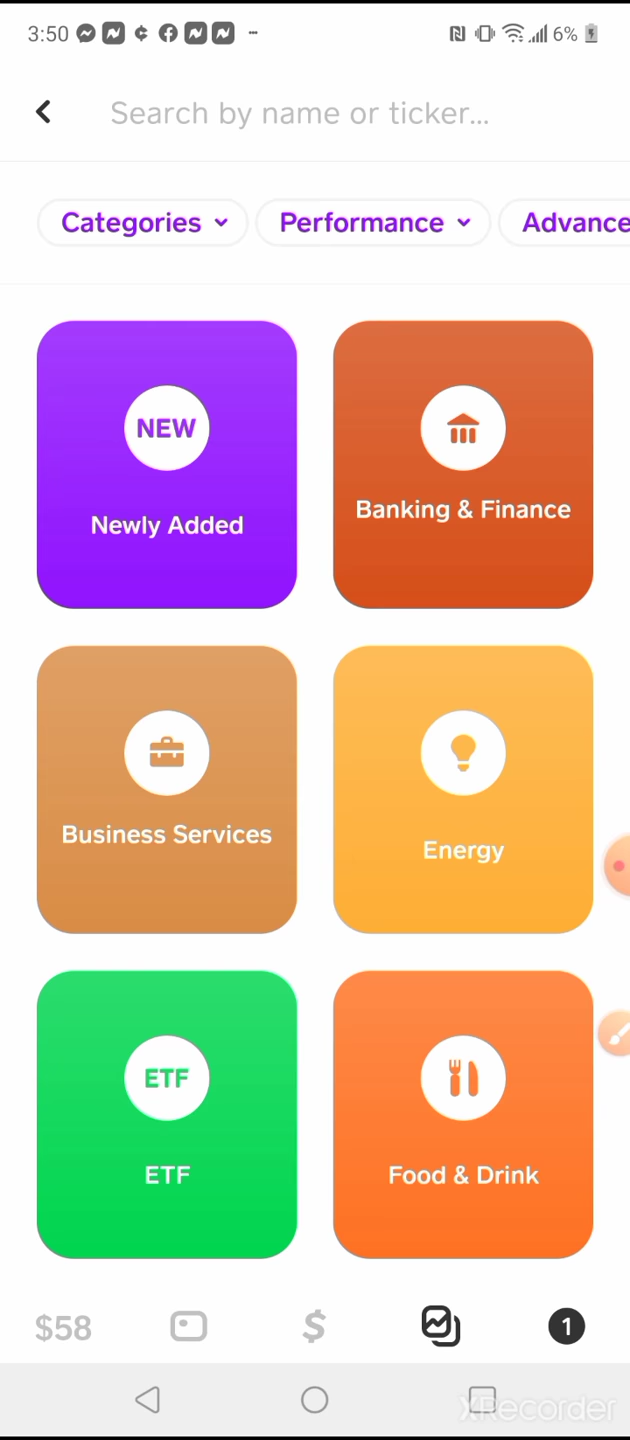 3:50
6%
Search by name or ticker...
Categories
Performance
Advance
NEW
Newly Added
Banking & Finance
Business Services
Energy
ETF
ETF
Food & Drink
$58
$
1
XRecorder